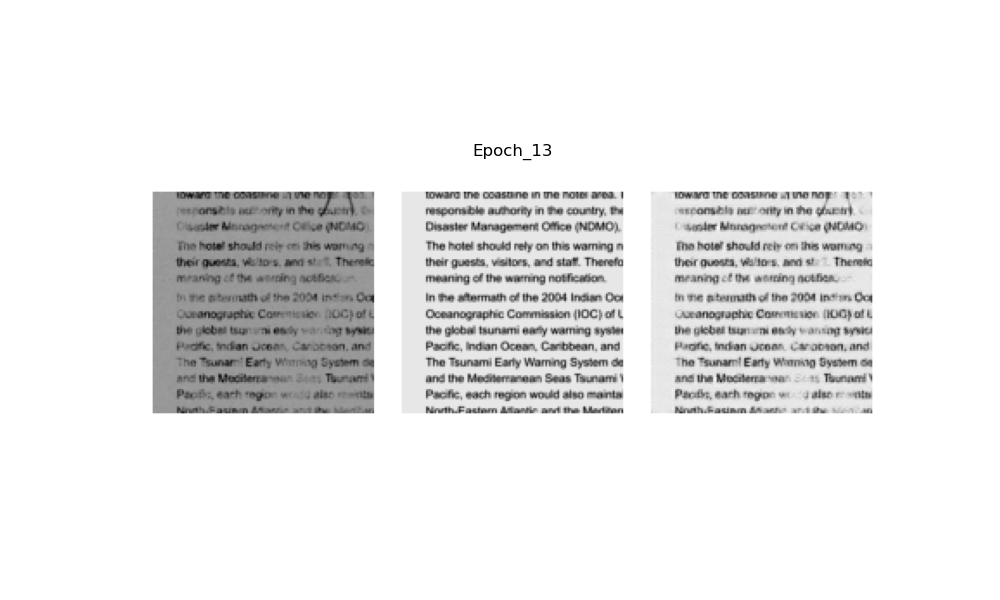 Epoch_13
toward the coastline in the hotel area.
responsible authority in the country,
Disaster Management Office (NDMO)
The hotel should rely on this warning
their guests, visitors, and staff. Therefo
meaning of the warning notification.
In the aftermath of the 2004 Indian Oce
Oceanographic Commission (IOC) of U
the global tsunami early warning system
Pacific, Indian Ocean, Caribbean, and
The Tsunami Early Warning System de
and the Mediterranean Seas Tsunami W
Pacific, each region would also mainta
North-Eastern Atlantic and the Mediter
toward the coastline in the hotel area. I
responsible authority in the country, the
Disaster Management Office (NDMO),
The hotel should rely on this warning n
their guests, visitors, and staff. Therefo
meaning of the warning notification.
In the aftermath of the 2004 Indian Oce
Oceanographic Commission (IOC) of U
the global tsunami early warning syste
Pacific, Indian Ocean, Caribbean, and
The Tsunami Early Warning System de
and the Mediterranean Seas Tsunami W
Pacific, each region would also maintai
North-Eastern Atlantic and the Mediterr
toward the coastline in the hotel area.
responsible authority in the country,
Disaster Management Office (NDMO)
The hotel should rely on this warning
their guests, visitors, and staff. Therefo
meaning of the warning notification.
In the aftermath of the 2004 Indian Oce
Oceanographic Commission (IOC) of U
the global tsunami early warning system
Pacific, Indian Ocean, Caribbean, and
The Tsunami Early Warning System de
and the Mediterranean Seas Tsunami W
Pacific, each region would also mainta
North-Eastern Atlantic and the Mediter